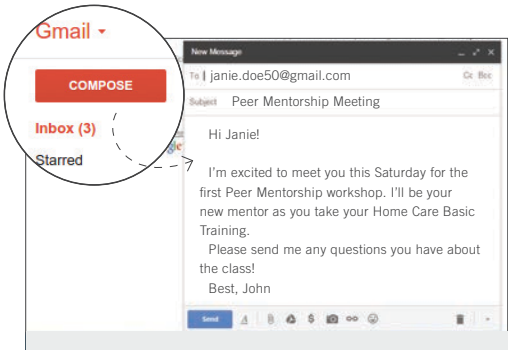 Gmail
COMPOSE
Inbox (3)
Starred
New Message
To janie.doe50@gmail.com Cc Bcc
Subject Peer Mentorship Meeting
Hi Janie!
I'm excited to meet you this Saturday for the
first Peer Mentorship workshop. I'll be your
new mentor as you take your Home Care Basic
Training.
Please send me any questions you have about
the class!
Best, John
Send